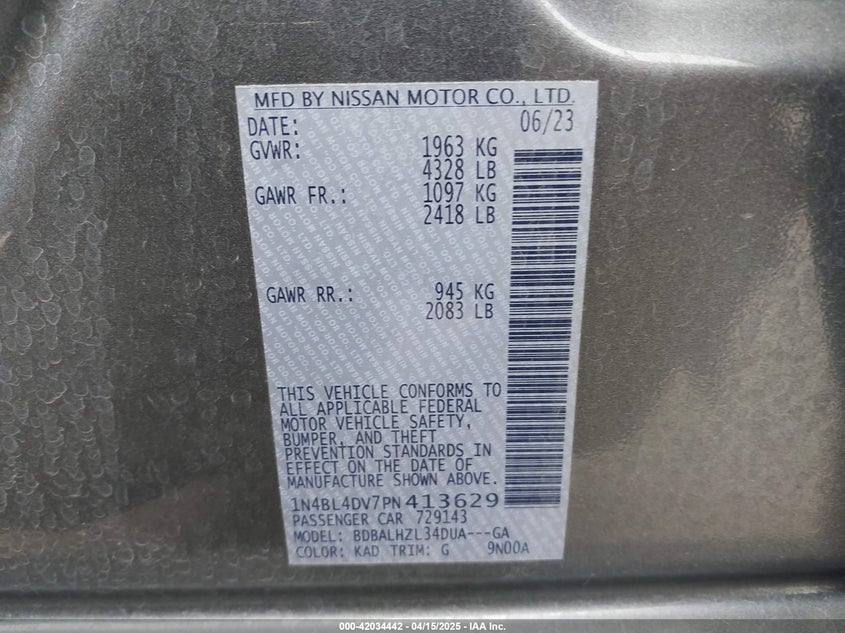 MFD BY NISSAN MOTOR CO., LTD.
DATE: 06/23
GVWR: 1963 KG
4328 LB
GAWR FR.: 1097 KG
2418 LB
GAWR RR.: 945 KG
2083 LB
THIS VEHICLE CONFORMS TO
ALL APPLICABLE FEDERAL
MOTOR VEHICLE SAFETY,
BUMPER, AND THEFT
PREVENTION STANDARDS IN
EFFECT ON THE DATE OF
MANUFACTURE SHOWN ABOVE.
1N4BL4DV7PN413629
PASSENGER CAR 729143
MODEL: BDBALHZL34DUA---GA
COLOR: KAD TRIM: G 9N00A
000-42034442 - 04/15/2025 - IAA Inc.